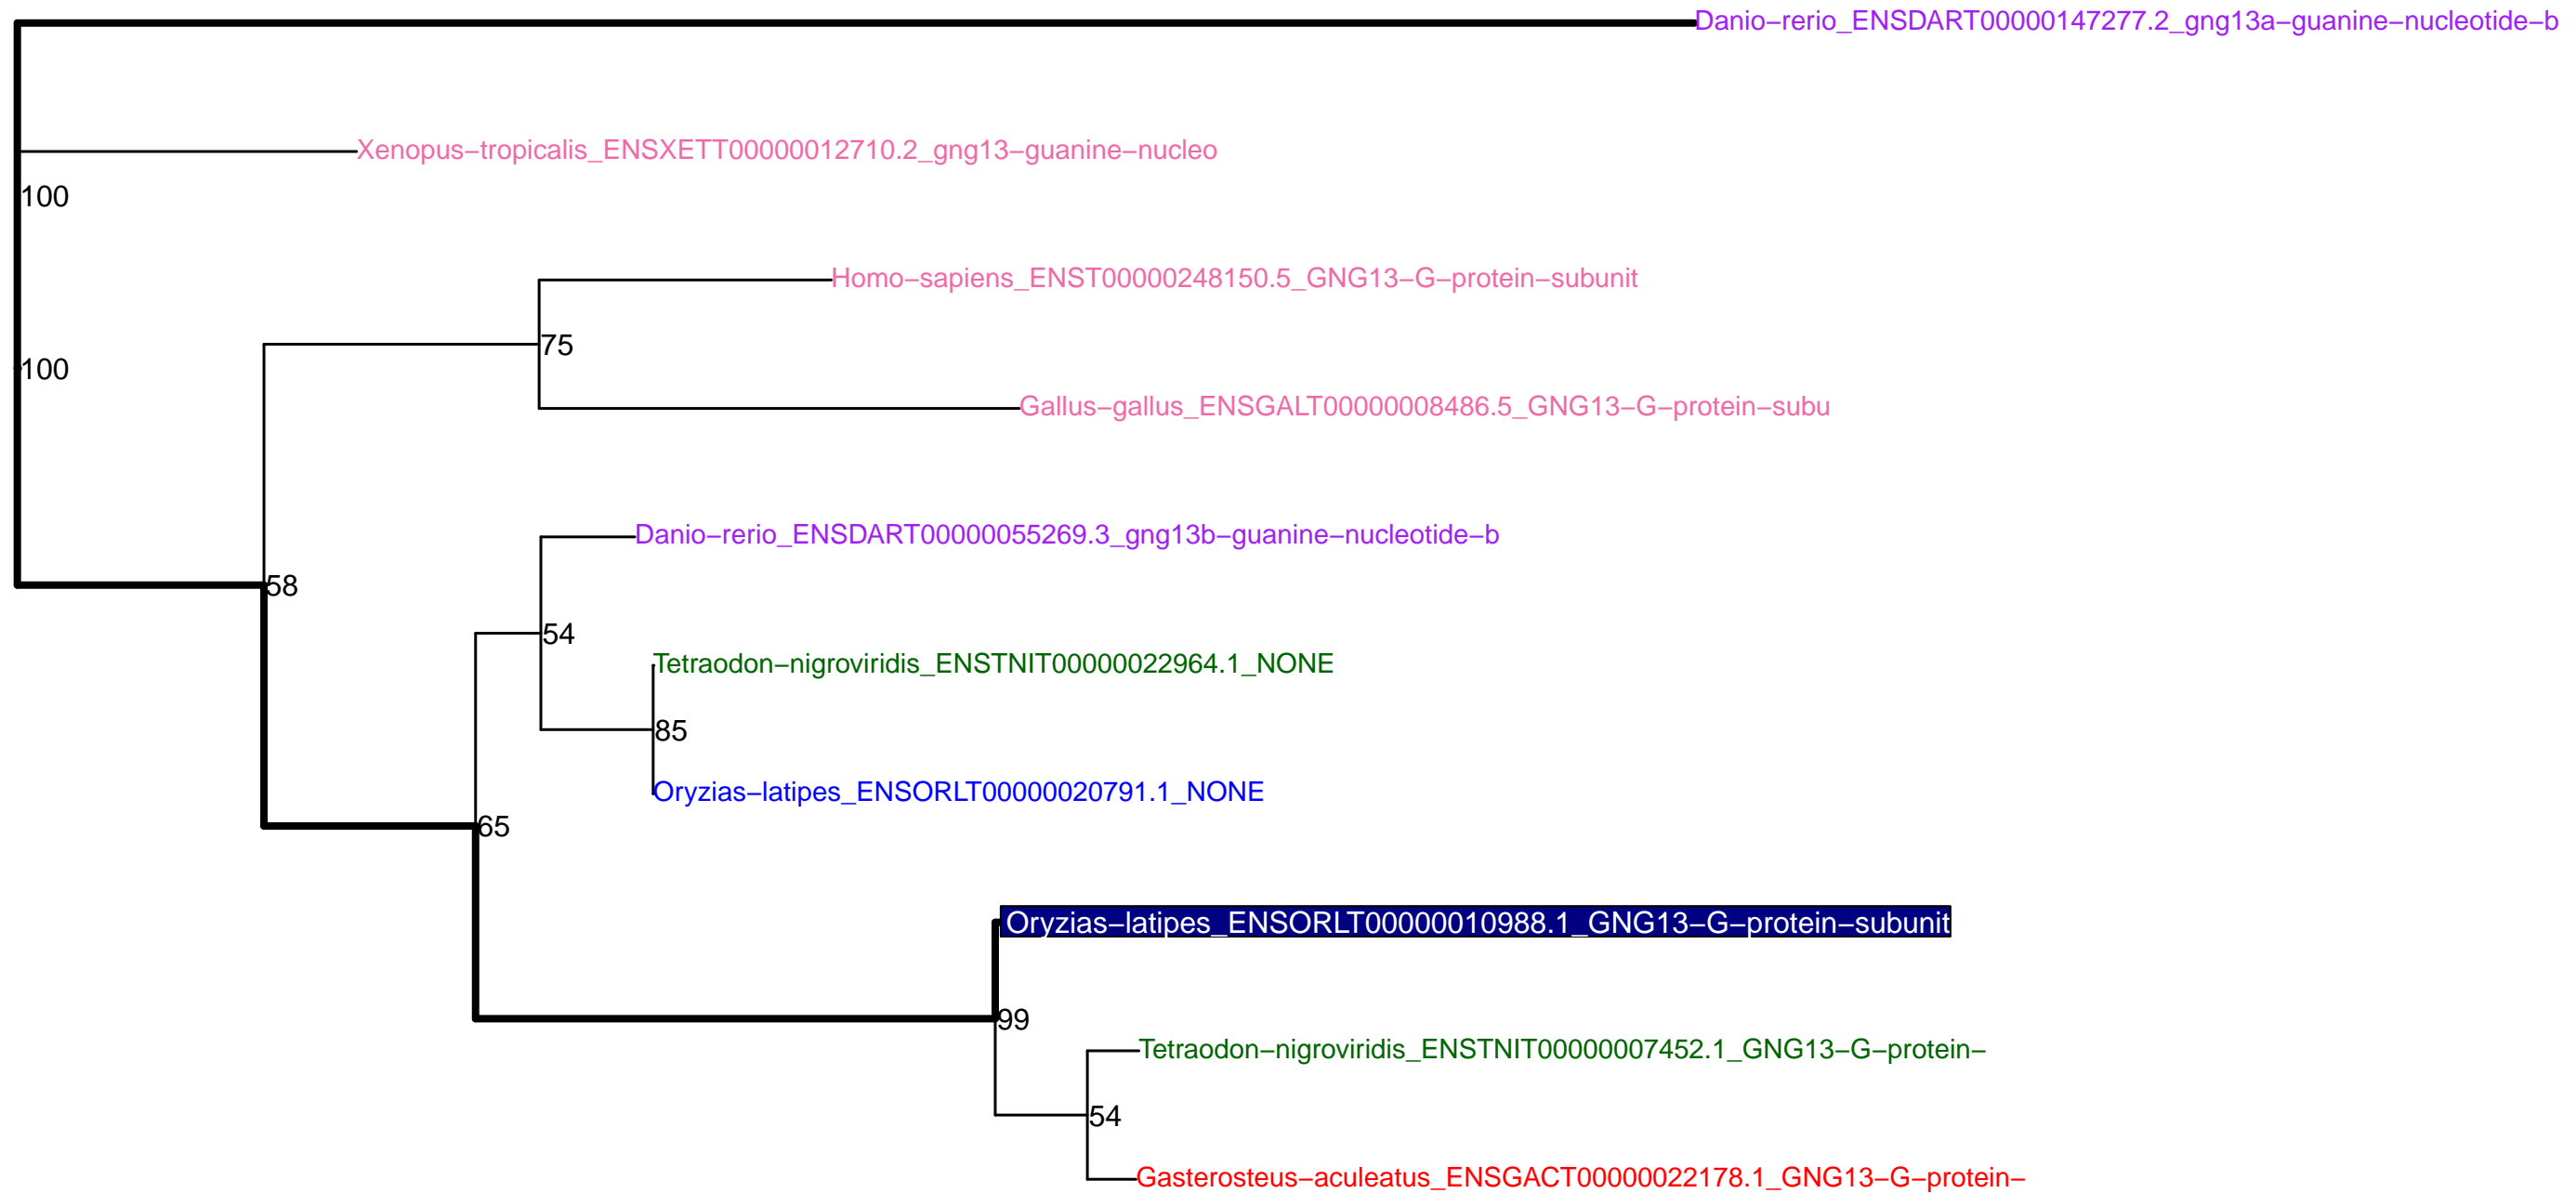 Danio−rerio_ENSDART00000147277.2_gng13a−guanine−nucleotide−b
Xenopus−tropicalis_ENSXETT00000012710.2_gng13−guanine−nucleo
100
Homo−sapiens_ENST00000248150.5_GNG13−G−protein−subunit
75
100
Gallus−gallus_ENSGALT00000008486.5_GNG13−G−protein−subu
Danio−rerio_ENSDART00000055269.3_gng13b−guanine−nucleotide−b
58
54
Tetraodon−nigroviridis_ENSTNIT00000022964.1_NONE
85
Oryzias−latipes_ENSORLT00000020791.1_NONE
65
Oryzias−latipes_ENSORLT00000010988.1_GNG13−G−protein−subunit
99
Tetraodon−nigroviridis_ENSTNIT00000007452.1_GNG13−G−protein−
54
Gasterosteus−aculeatus_ENSGACT00000022178.1_GNG13−G−protein−